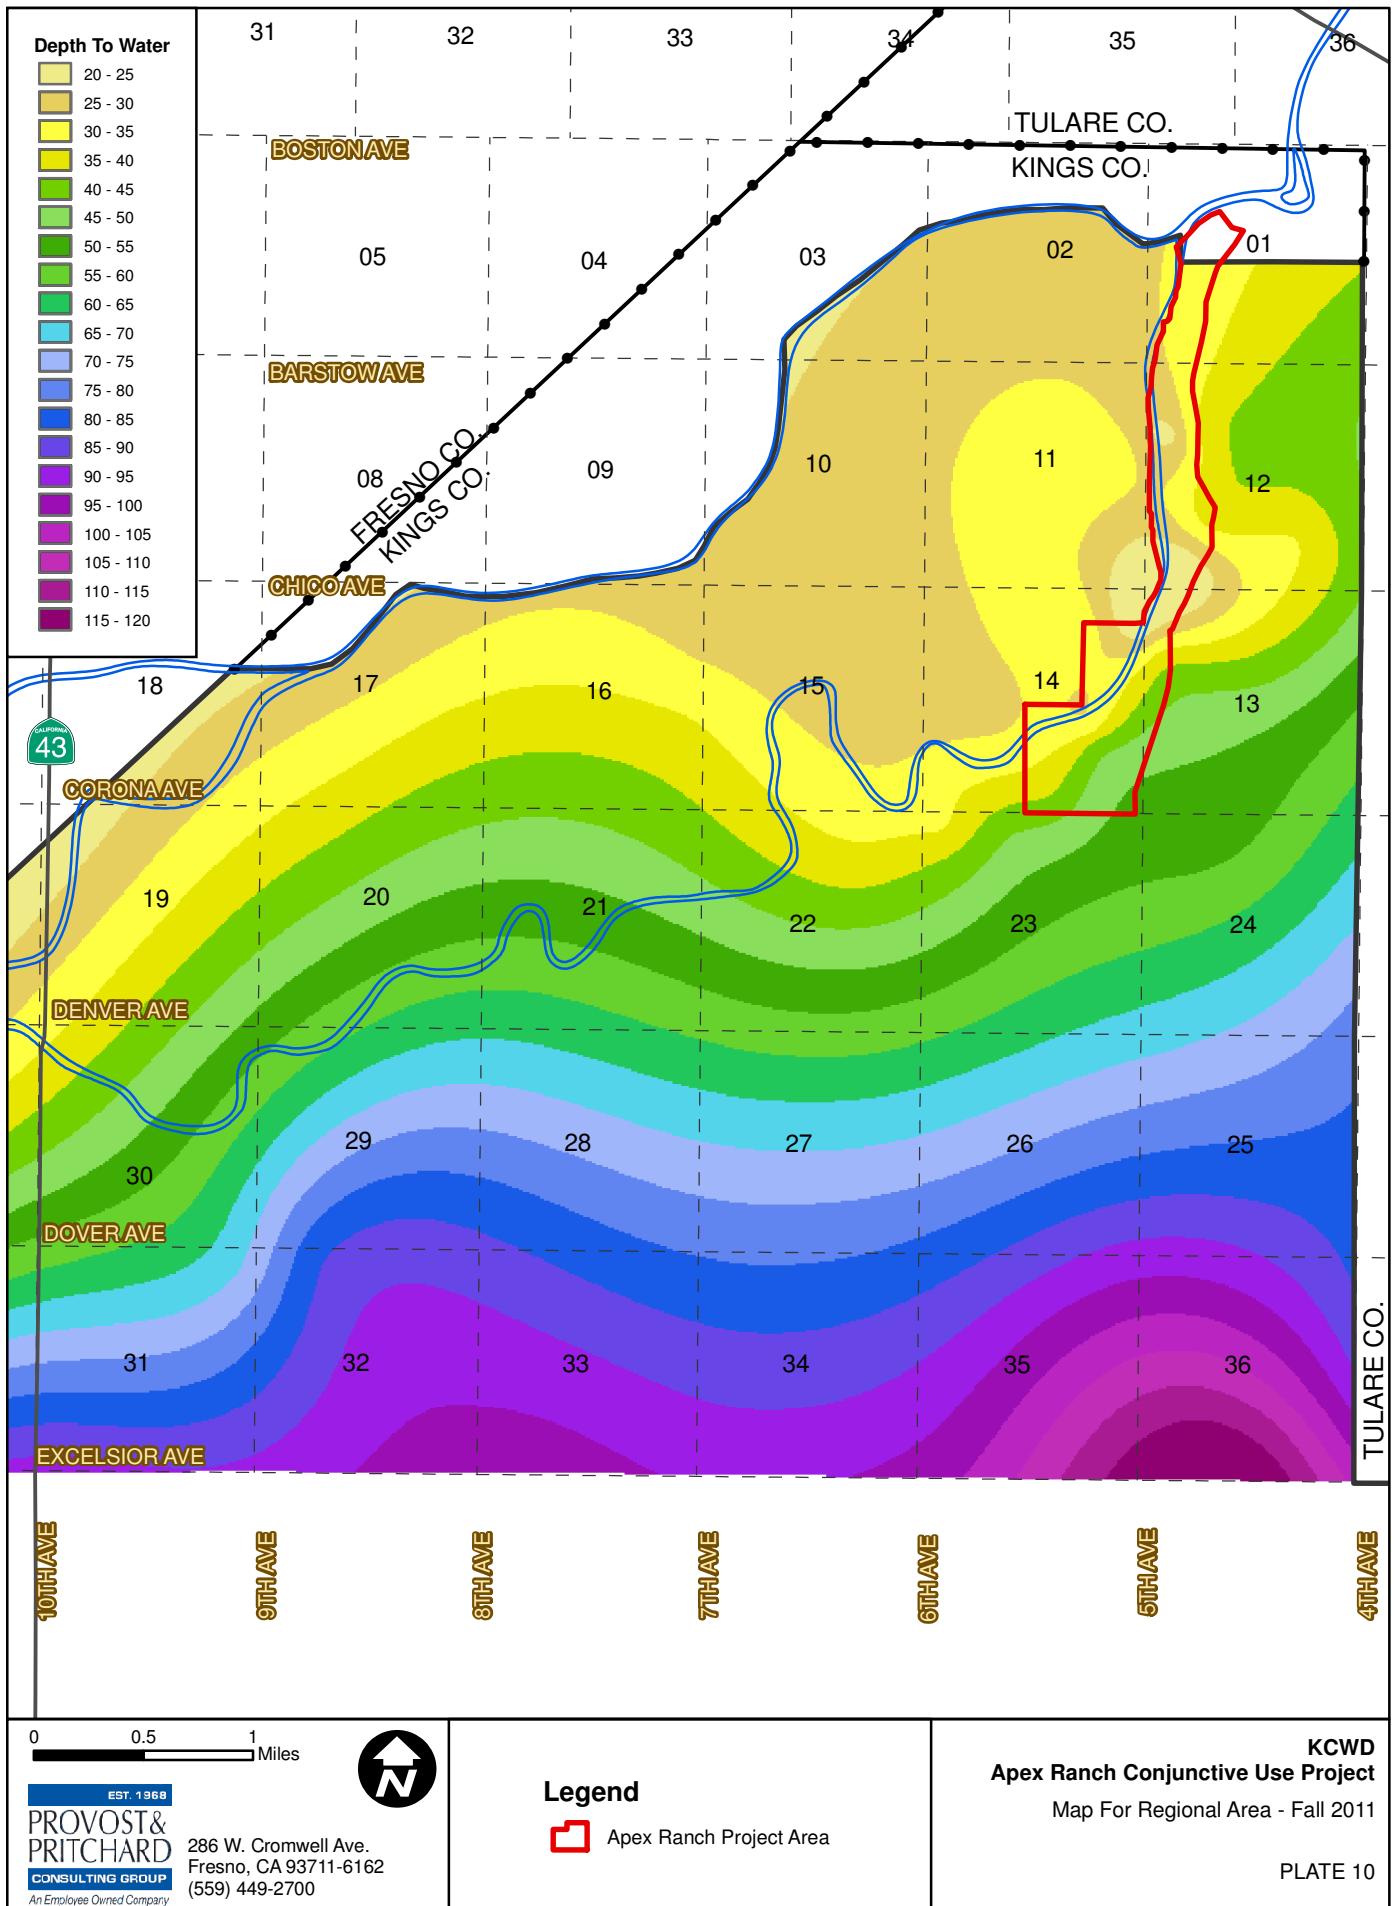 Depth To Water
20 - 25
25 - 30
30 - 35
35 - 40
40 - 45
45 - 50
50 - 55
55 - 60
60 - 65
65 - 70
70 - 75
75 - 80
80 - 85
85 - 90
90 - 95
95 - 100
100 - 105
105 - 110
110 - 115
115 - 120
31
32
33
34
35
36
TULARE CO.
KINGS CO.
BOSTON AVE
05
04
03
02
01
BARSTOW AVE
FRESNO CO.
KINGS CO.
08
09
10
11
12
CHICO AVE
18
17
16
15
14
13
CALIFORNIA
43
CORONA AVE
19
20
21
22
23
24
DENVER AVE
30
29
28
27
26
25
DOVER AVE
31
32
33
34
35
36
TULARE CO.
EXCELSIOR AVE
10TH AVE
9TH AVE
8TH AVE
7TH AVE
6TH AVE
5TH AVE
4TH AVE
0 0.5 1
Miles
N
EST. 1968
PROVOST&
PRITCHARD
CONSULTING GROUP
An Employee Owned Company
286 W. Cromwell Ave.
Fresno, CA 93711-6162
(559) 449-2700
Legend
Apex Ranch Project Area
KCWD
Apex Ranch Conjunctive Use Project
Map For Regional Area - Fall 2011
PLATE 10